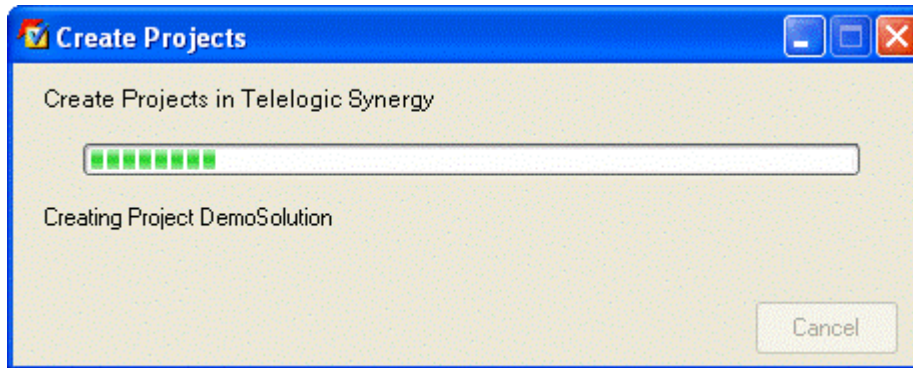 Create Projects
Create Projects in Telelogic Synergy
Creating Project DemoSolution
Cancel